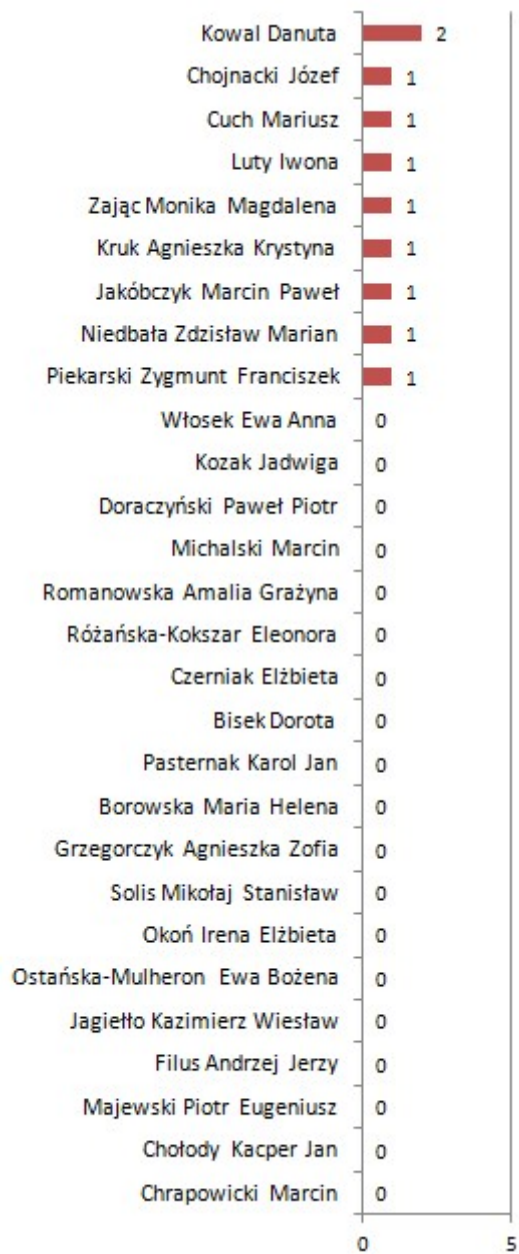 Kowal Danuta 2
Chojnacki Józef 1
Cuch Mariusz 1
Luty Iwona 1
Zając Monika Magdalena 1
Kruk Agnieszka Krystyna 1
Jakóbczyk Marcin Paweł 1
Niedbała Zdzisław Marian 1
Piekarski Zygmunt Franciszek 1
Włosek Ewa Anna 0
Kozak Jadwiga 0
Doraczyński Paweł Piotr 0
Michalski Marcin 0
Romanowska Amalia Grażyna 0
Różańska-Kokszar Eleonora 0
Czerniak Elżbieta 0
Bisek Dorota 0
Pasternak Karol Jan 0
Borowska Maria Helena 0
Grzegorczyk Agnieszka Zofia 0
Solis Mikołaj Stanisław 0
Okoń Irena Elżbieta 0
Ostańska-Mulheron Ewa Bożena 0
Jagiełło Kazimierz Wiesław 0
Filus Andrzej Jerzy 0
Majewski Piotr Eugeniusz 0
Chołody Kacper Jan 0
Chrapowicki Marcin 0
0 5